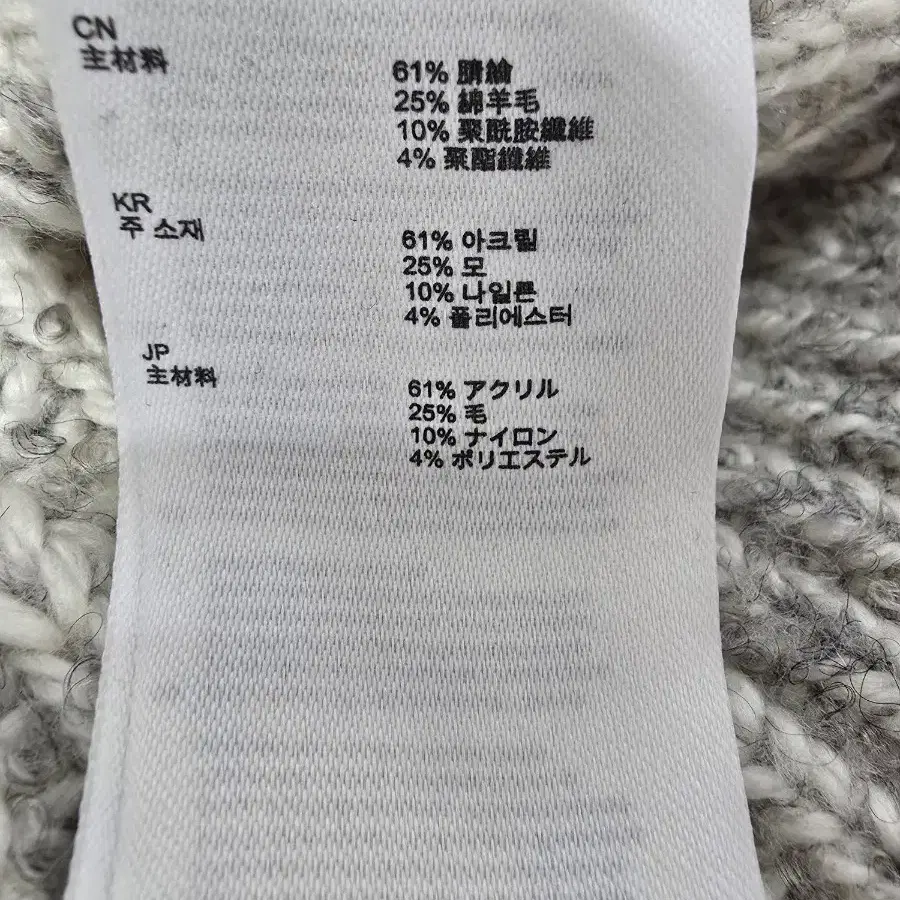 CN
主材料
61% 腈綸
25% 綿羊毛
10% 聚酰胺纖維
4% 聚酯纖維
KR
주 소재
61% 아크릴
25% 모
10% 나일론
4% 폴리에스터
JP
主材料
61% アクリル
25% 毛
10% ナイロン
4% ポリエステル